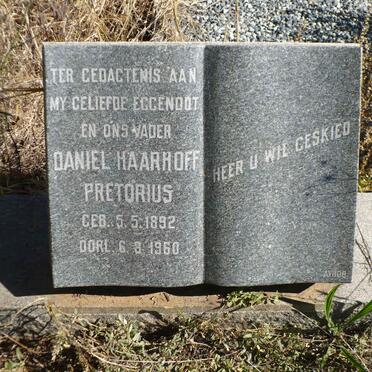 TER GEDAGTENIS AAN
MY GELIEFDE EGGENOOT
EN ONS VADER
DANIEL HAARHOFF
PRETORIUS
GEB. 5.5.1892
OORL. 6.3.1960
HEER U WIL GESKIED